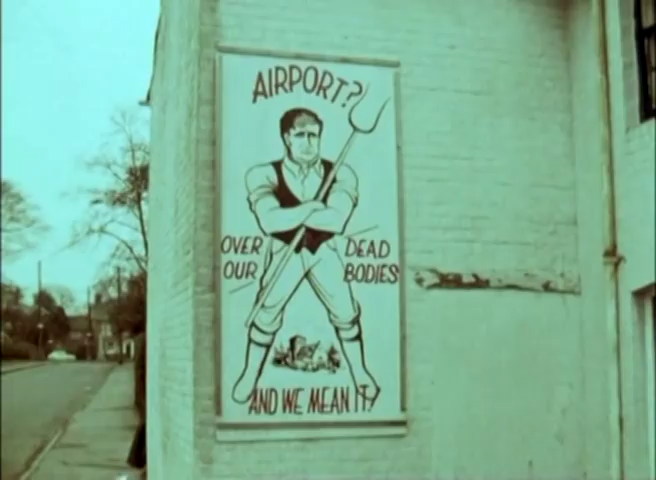 AIRPORT?
OVER OUR
DEAD BODIES
AND WE MEAN IT!